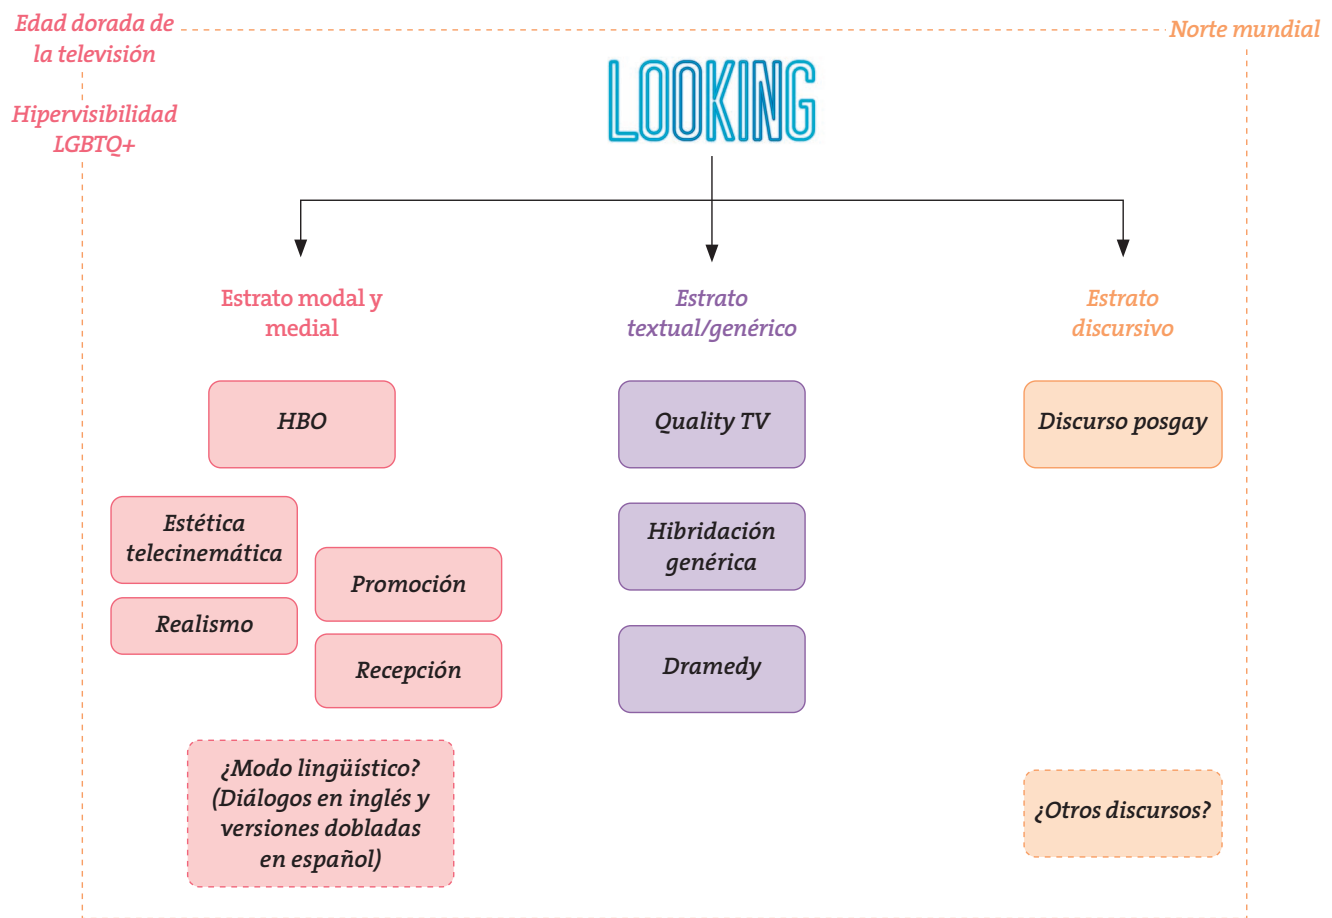 Edad dorada de
la televisión
Norte mundial
Hipervisibilidad
LGBTQ+
LOOKING
Estrato modal y
medial
Estrato
textual/genérico
Estrato
discursivo
HBO
Quality TV
Discurso posgay
Estética
telecinemática
Promoción
Realismo
Recepción
Hibridación
genérica
Dramedy
¿Modo lingüístico?
(Diálogos en inglés y
versiones dobladas
en español)
¿Otros discursos?